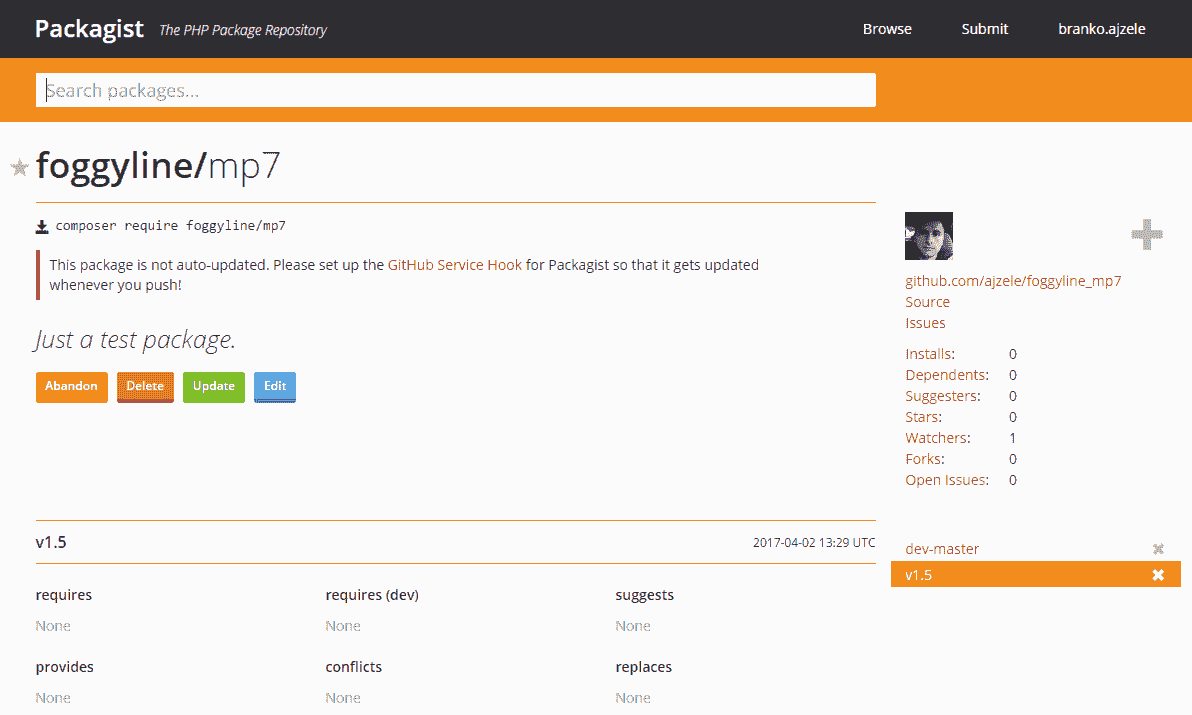 Packagist The PHP Package Repository Browse Submit branko.ajzele
Search packages...
foggyline/mp7
composer require foggyline/mp7
This package is not auto-updated. Please set up the GitHub Service Hook for Packagist so that it gets updated
whenever you push!
Just a test package.
Abandon Delete Update Edit
github.com/ajzele/foggyline_mp7
Source
Issues
Installs: 0
Dependents: 0
Suggesters: 0
Stars: 0
Watchers: 1
Forks: 0
Open Issues: 0
v1.5 2017-04-02 13:29 UTC
dev-master
v1.5
requires requires (dev) suggests
None None None
provides conflicts replaces
None None None